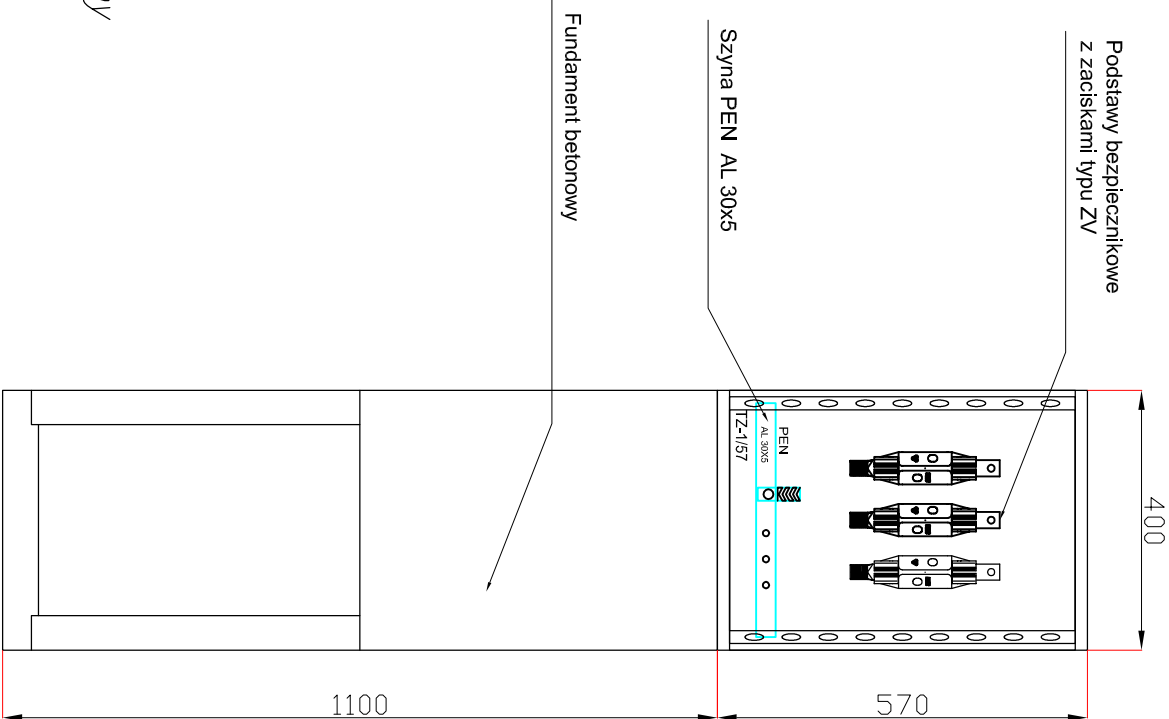 Podstawy bezpiecznikowe
z zaciskami typu ZV
Szyna PEN AL 30x5
Fundament betonowy
400
PEN
AL 30X5
TZ-1/57
1100
570